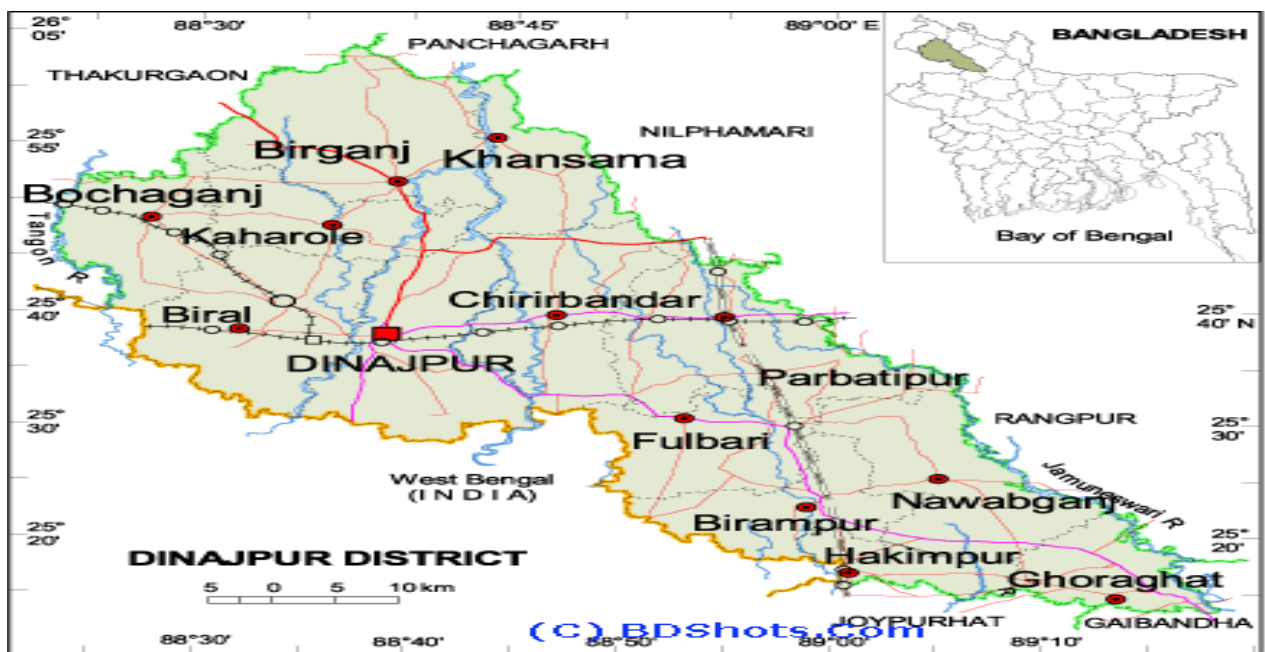 26°
05'
88°30'
88°45'
89°00' E
PANCHAGARH
THAKURGAON
BANGLADESH
25°
55'
Birganj
Khansama
NILPHAMARI
Bochaganj
Kaharole
Tangon R
Bay of Bengal
25°
40'
Biral
Chirirbandar
25°
40' N
DINAJPUR
Parbatipur
25°
30'
Fulbari
RANGPUR
25°
30'
West Bengal
(INDIA)
Jamuneswari R
Nawabganj
25°
20'
Birampur
25°
20'
DINAJPUR DISTRICT
Hakimpur
Ghoraghat
5 0 5 10 km
R
JOYPURHAT
GAIBANDHA
(C) BDShots.Com
88°30'
88°40'
88°50'
89°00'
89°10'